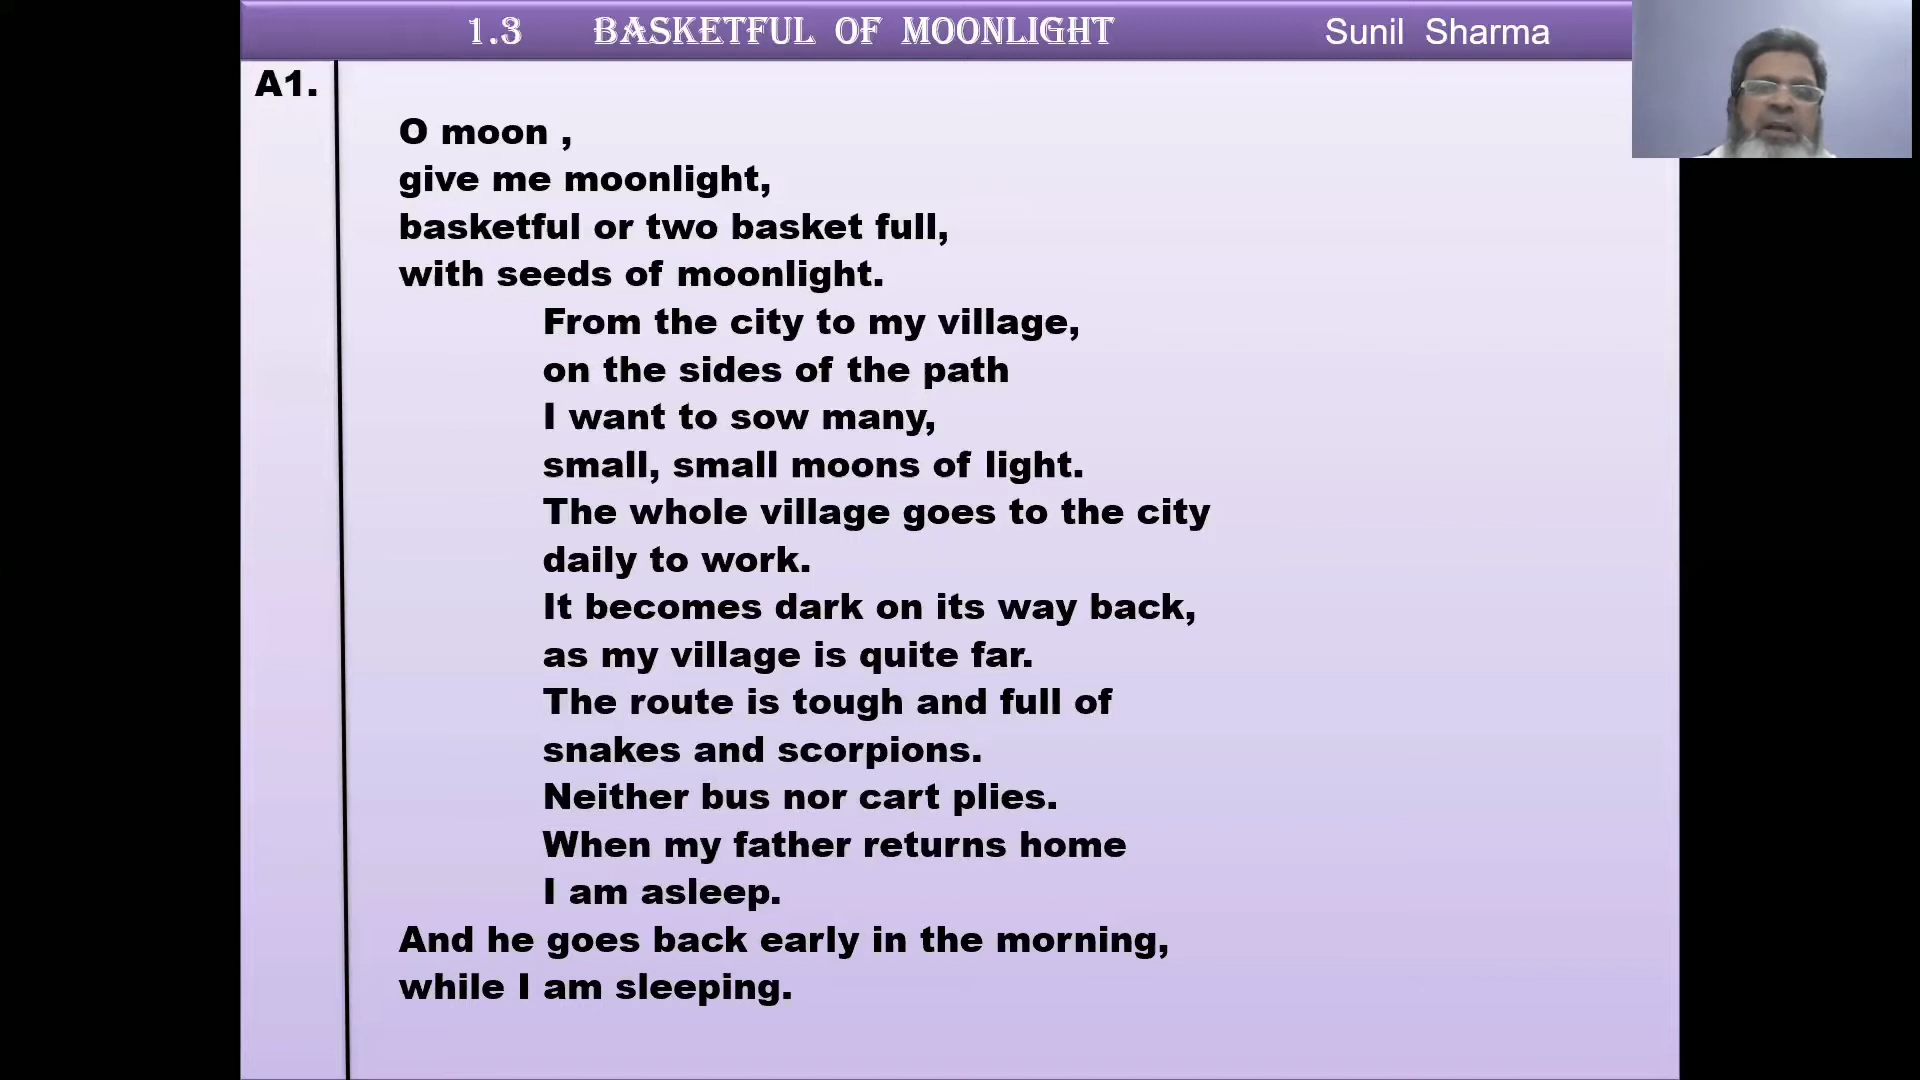 1.3 BASKETFUL OF MOONLIGHT Sunil Sharma
A1.
O moon ,
give me moonlight,
basketful or two basket full,
with seeds of moonlight.
From the city to my village,
on the sides of the path
I want to sow many,
small, small moons of light.
The whole village goes to the city
daily to work.
It becomes dark on its way back,
as my village is quite far.
The route is tough and full of
snakes and scorpions.
Neither bus nor cart plies.
When my father returns home
I am asleep.
And he goes back early in the morning,
while I am sleeping.